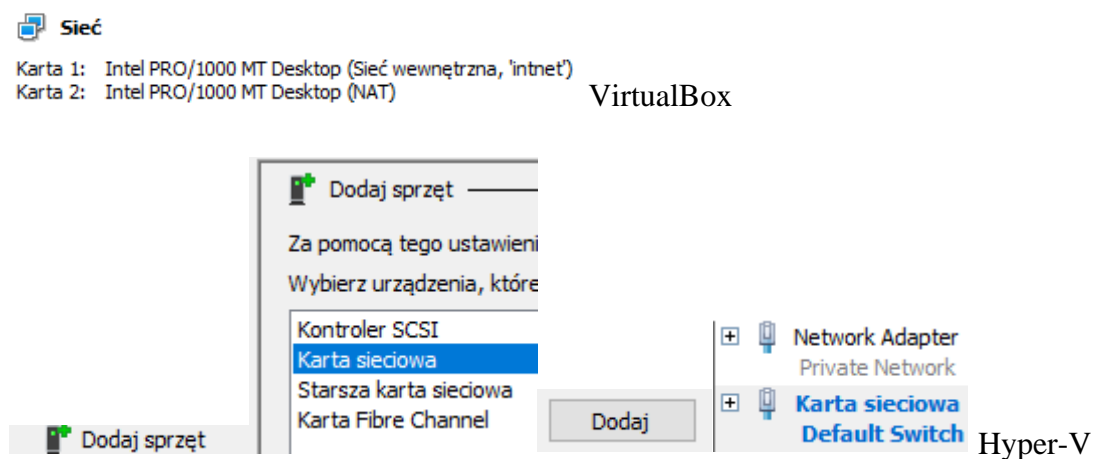 Sieć
Karta 1: Intel PRO/1000 MT Desktop (Sieć wewnętrzna, 'intnet')
Karta 2: Intel PRO/1000 MT Desktop (NAT)
VirtualBox
Dodaj sprzęt
Dodaj sprzęt
Za pomocą tego ustawieni
Wybierz urządzenia, które
Kontroler SCSI
Karta sieciowa
Starsza karta sieciowa
Karta Fibre Channel
Dodaj
Network Adapter
Private Network
Karta sieciowa
Default Switch
Hyper-V